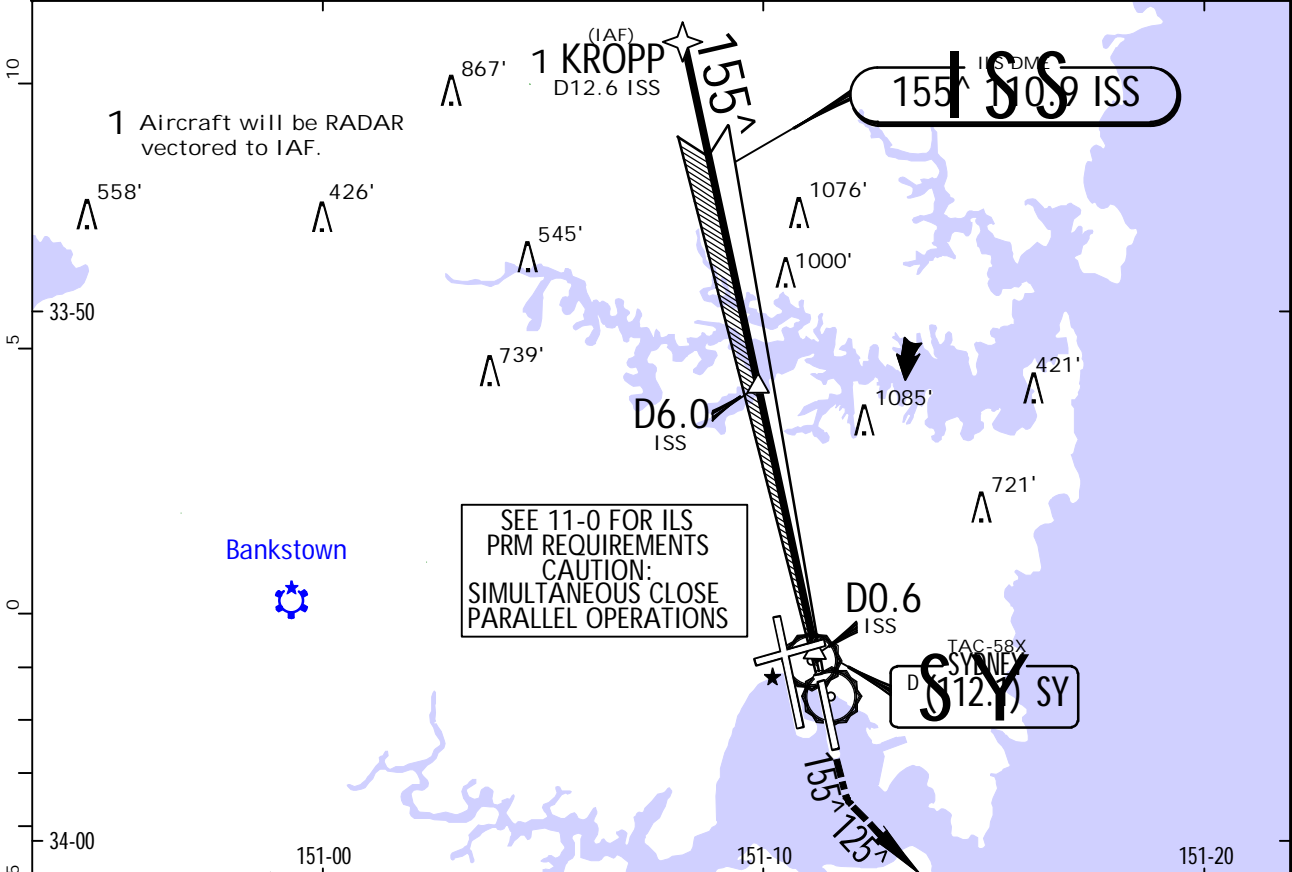 (IAF)
1 KROPP
D12.6 ISS
155^
ILS DME
155^ 110.9 ISS
ISS
10
867'
1 Aircraft will be RADAR
vectored to IAF.
558'
426'
1076'
545'
1000'
33-50
5
739'
421'
1085'
D6.0
ISS
721'
SEE 11-0 FOR ILS
PRM REQUIREMENTS
CAUTION:
SIMULTANEOUS CLOSE
PARALLEL OPERATIONS
Bankstown
0
D0.6
ISS
TAC-58X
SYDNEY
D (112.1) SY
SY
155^
125^
34-00
151-00
151-10
151-20
5